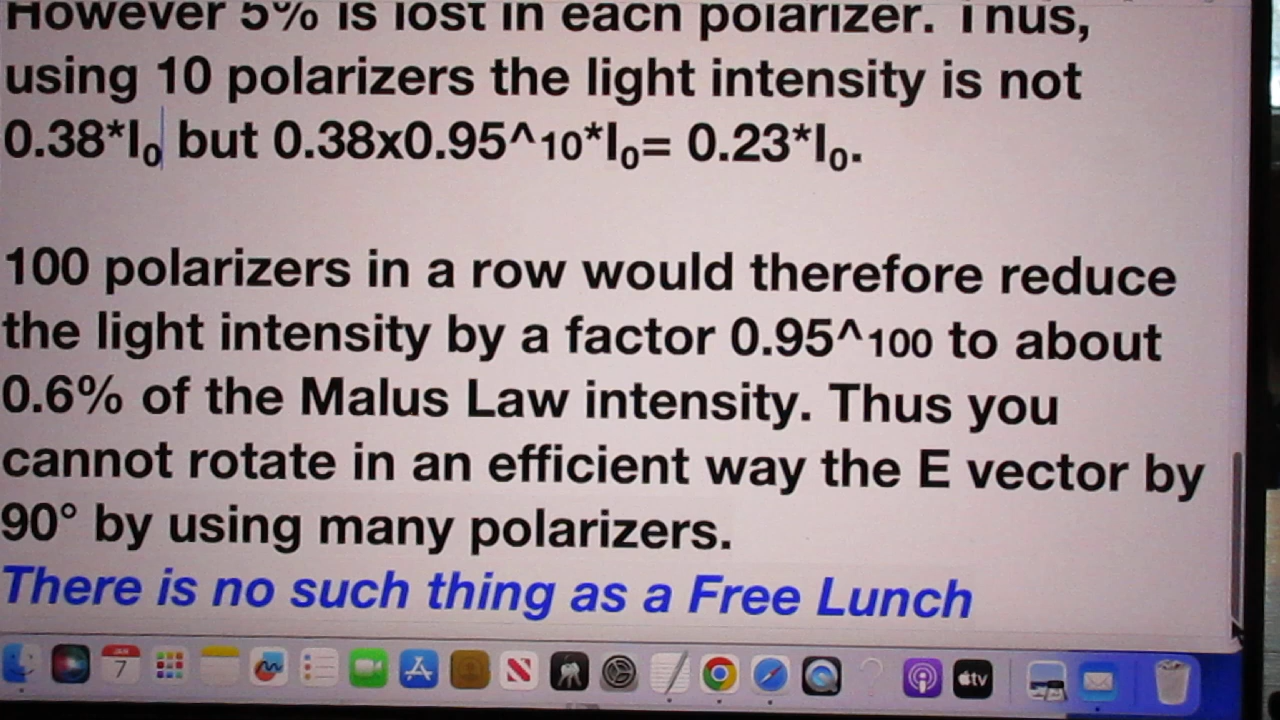 However 5% is lost in each polarizer. Thus,
using 10 polarizers the light intensity is not
0.38*I₀ but 0.38x0.95^10*I₀= 0.23*I₀.
100 polarizers in a row would therefore reduce
the light intensity by a factor 0.95^100 to about
0.6% of the Malus Law intensity. Thus you
cannot rotate in an efficient way the E vector by
90° by using many polarizers.
There is no such thing as a Free Lunch
JAN
7
tv